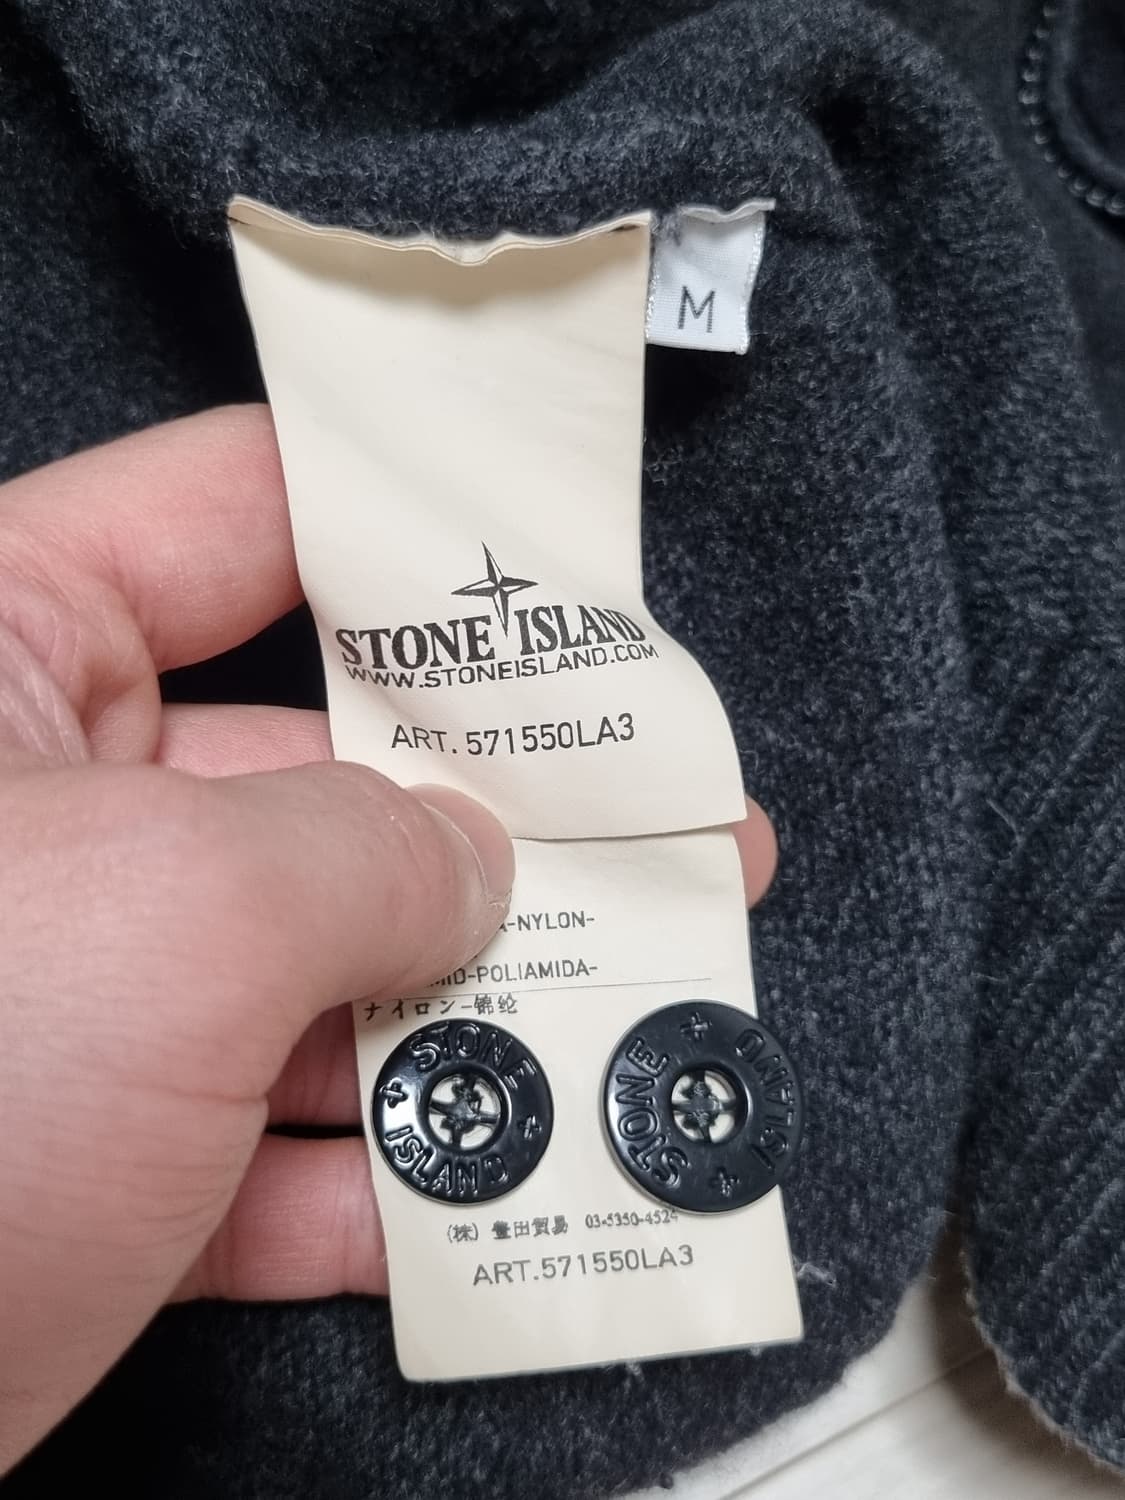 M
STONE ISLAND
WWW.STONEISLAND.COM
ART. 571550LA3
-NYLON-
-POLIAMIDA-
ナイロン-锦纶
STONE ISLAND
STONE ISLAND
(株) 豊田貿易 03-5350-4524
ART.571550LA3